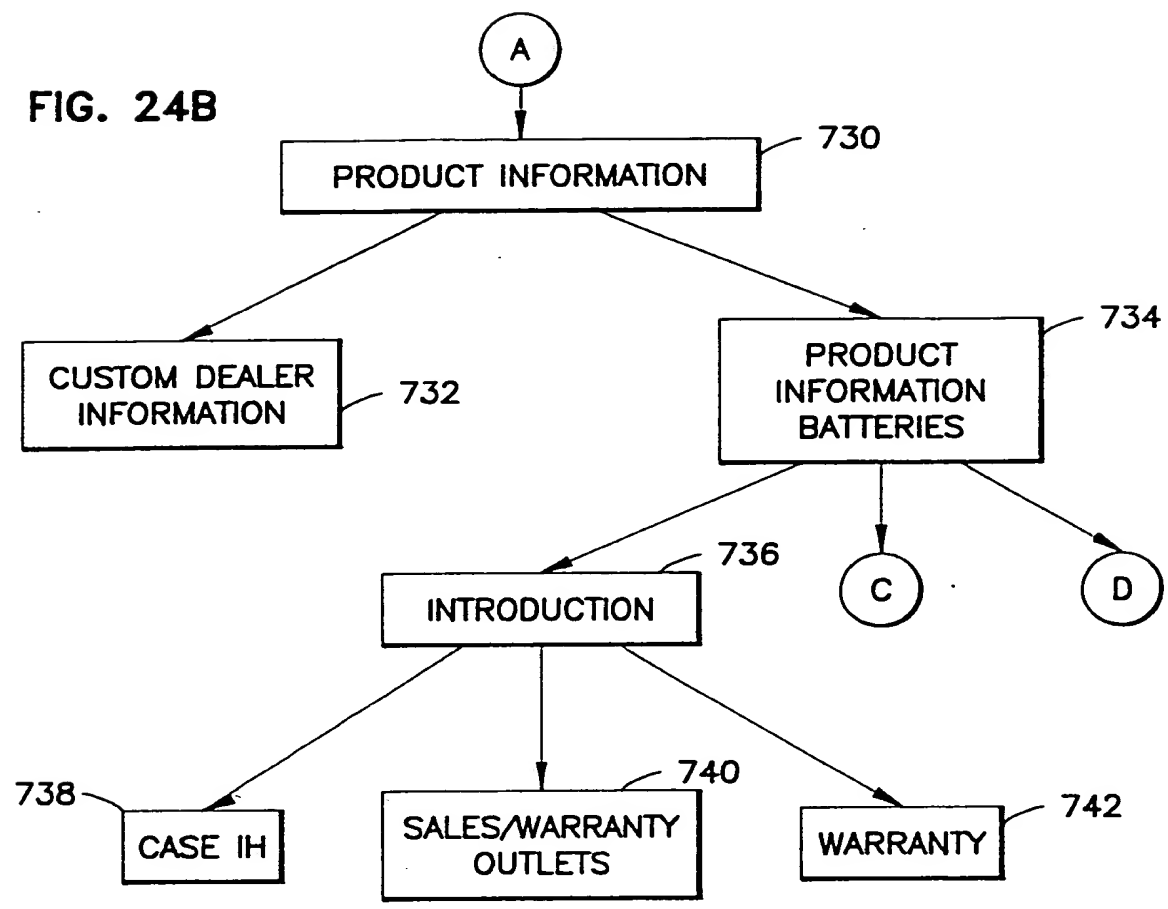 A
FIG. 24B
730
PRODUCT INFORMATION
734
PRODUCT
INFORMATION
BATTERIES
CUSTOM DEALER
INFORMATION
732
736
INTRODUCTION
C
D
738
CASE IH
740
SALES/WARRANTY
OUTLETS
742
WARRANTY